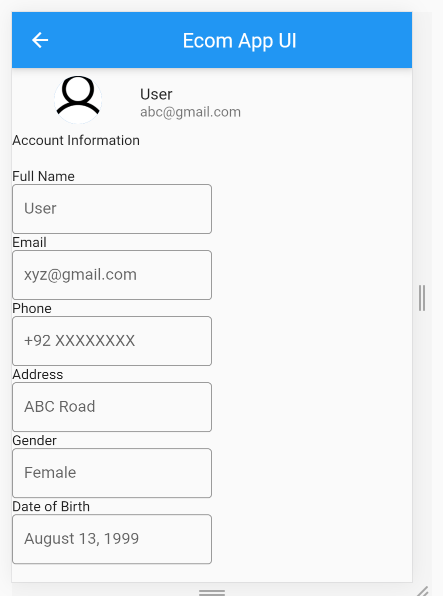 Ecom App UI
User
abc@gmail.com
Account Information
Full Name
User
Email
xyz@gmail.com
Phone
+92 XXXXXXXX
Address
ABC Road
Gender
Female
Date of Birth
August 13, 1999